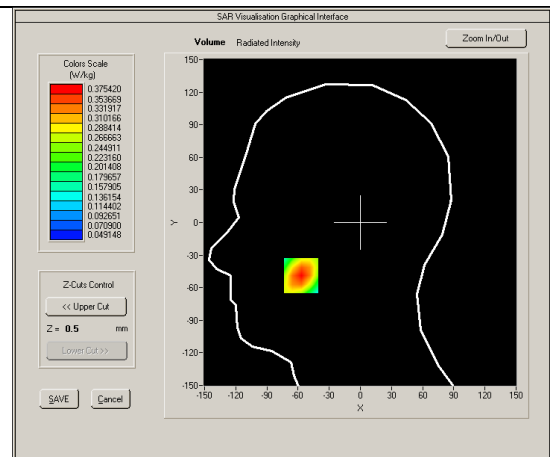 SAR Visualisation Graphical Interface
Volume Radiated Intensity
Zoom In/Out
Colors Scale
(W/kg)
0.375420
0.353669
0.331917
0.310166
0.288414
0.266663
0.244911
0.223160
0.201408
0.179657
0.157905
0.136154
0.114402
0.092651
0.070900
0.049148
Z-Cuts Control
<< Upper Cut
Z = 0.5 mm
Lower Cut >>
SAVE Cancel
150
120
90
60
30
Y 0
-30
-60
-90
-120
-150
-150 -120 -90 -60 -30 0 30 60 90 120 150
X